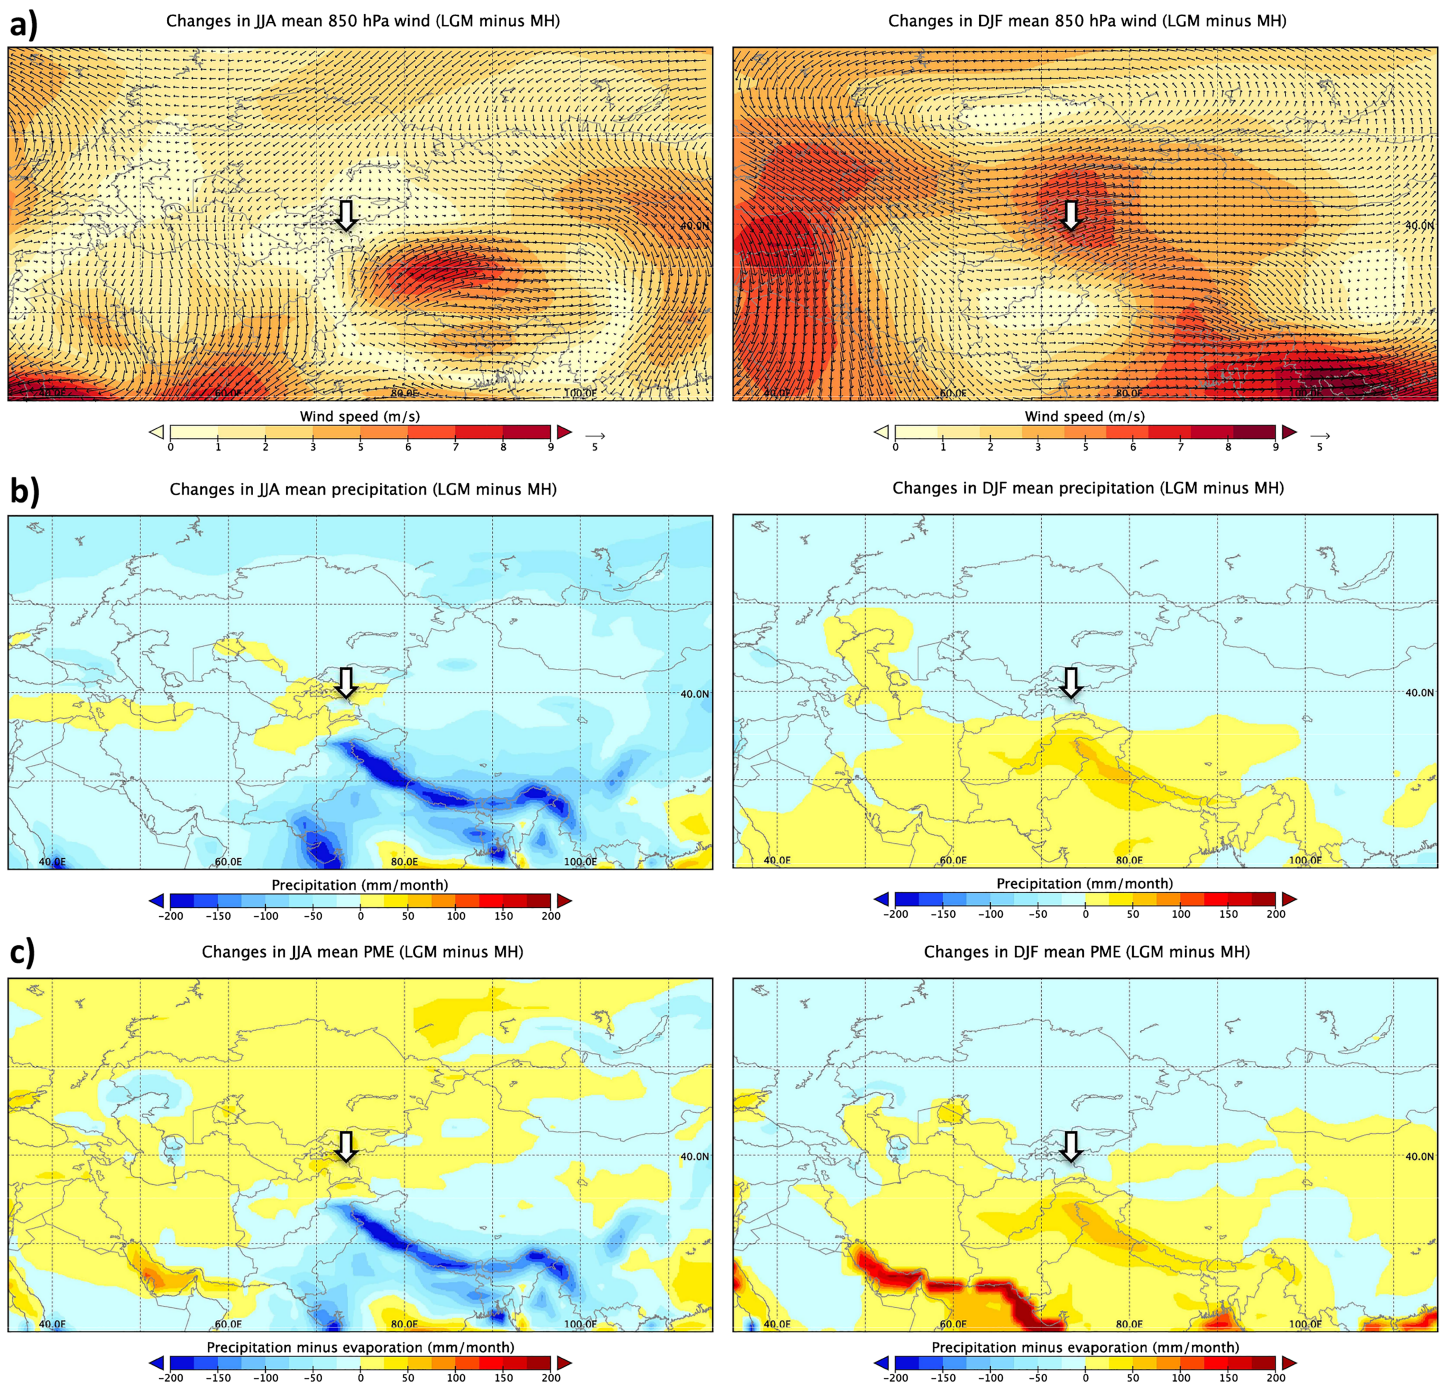 a)
Changes in JJA mean 850 hPa wind (LGM minus MH)
Changes in DJF mean 850 hPa wind (LGM minus MH)
40.0N
40.0N
40.0E 60.0E 80.0E 100.0E
40.0E 60.0E 80.0E 100.0E
Wind speed (m/s)
0 1 2 3 5 6 7 8 9 5
Wind speed (m/s)
0 1 2 3 5 6 7 8 9 5
b)
Changes in JJA mean precipitation (LGM minus MH)
Changes in DJF mean precipitation (LGM minus MH)
40.0N
40.0N
40.0E 60.0E 80.0E 100.0E
40.0E 60.0E 80.0E 100.0E
Precipitation (mm/month)
−200 −150 −100 −50 0 50 100 150 200
Precipitation (mm/month)
−200 −150 −100 −50 0 50 100 150 200
c)
Changes in JJA mean PME (LGM minus MH)
Changes in DJF mean PME (LGM minus MH)
40.0N
40.0N
40.0E 60.0E 80.0E 100.0E
40.0E 60.0E 80.0E 100.0E
Precipitation minus evaporation (mm/month)
−200 −150 −100 −50 0 50 100 150 200
Precipitation minus evaporation (mm/month)
−200 −150 −100 −50 0 50 100 150 200